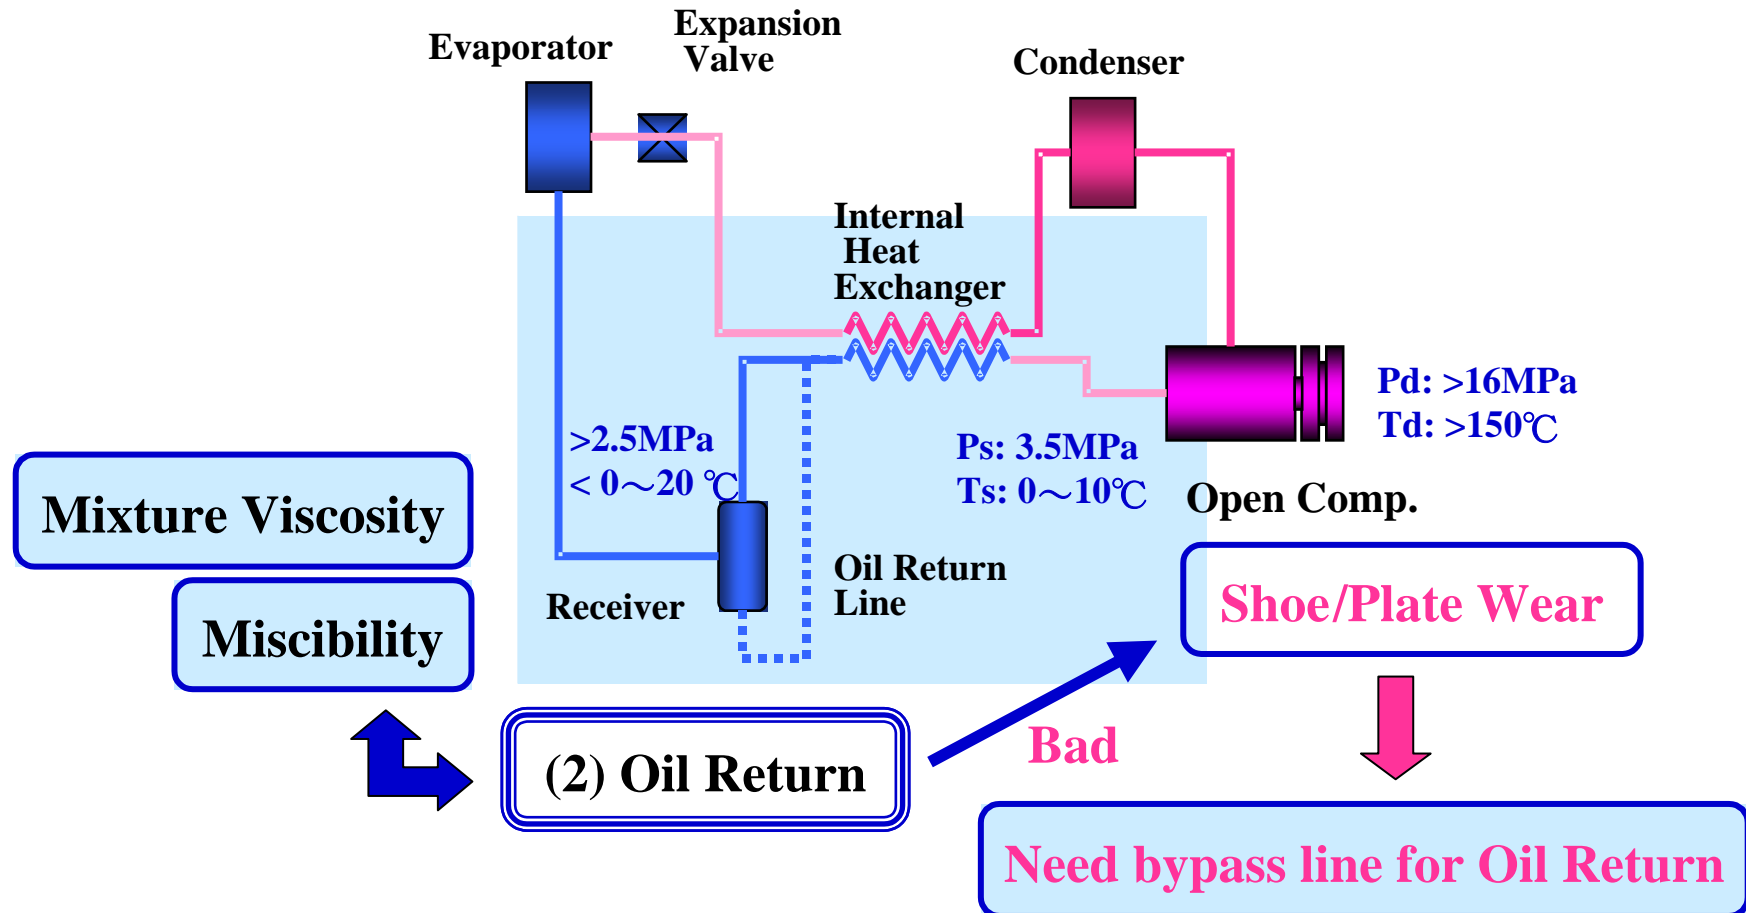 Evaporator
Expansion
Valve
Condenser
Internal
Heat
Exchanger
Pd: >16MPa
Td: >150℃
>2.5MPa
< 0～20 ℃
Ps: 3.5MPa
Ts: 0～10℃
Open Comp.
Mixture Viscosity
Oil Return
Line
Receiver
Shoe/Plate Wear
Miscibility
Bad
(2) Oil Return
Need bypass line for Oil Return